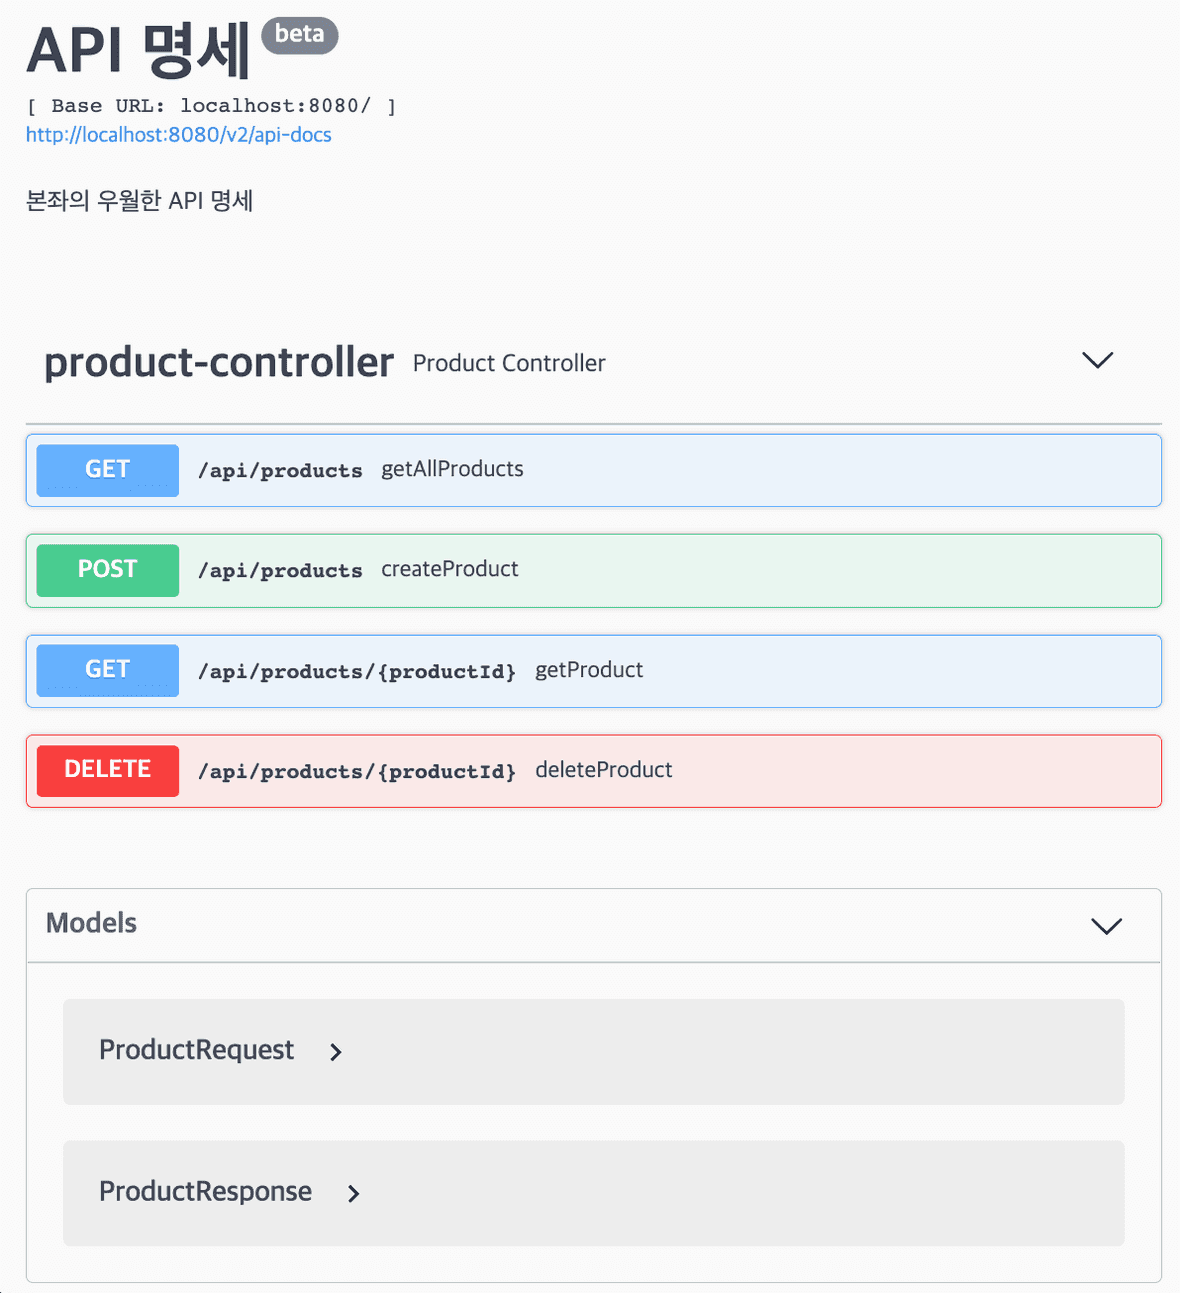 API 명세 beta
[ Base URL: localhost:8080/ ]
http://localhost:8080/v2/api-docs
본좌의 우월한 API 명세
product-controller Product Controller
GET /api/products getAllProducts
POST /api/products createProduct
GET /api/products/{productId} getProduct
DELETE /api/products/{productId} deleteProduct
Models
ProductRequest
ProductResponse